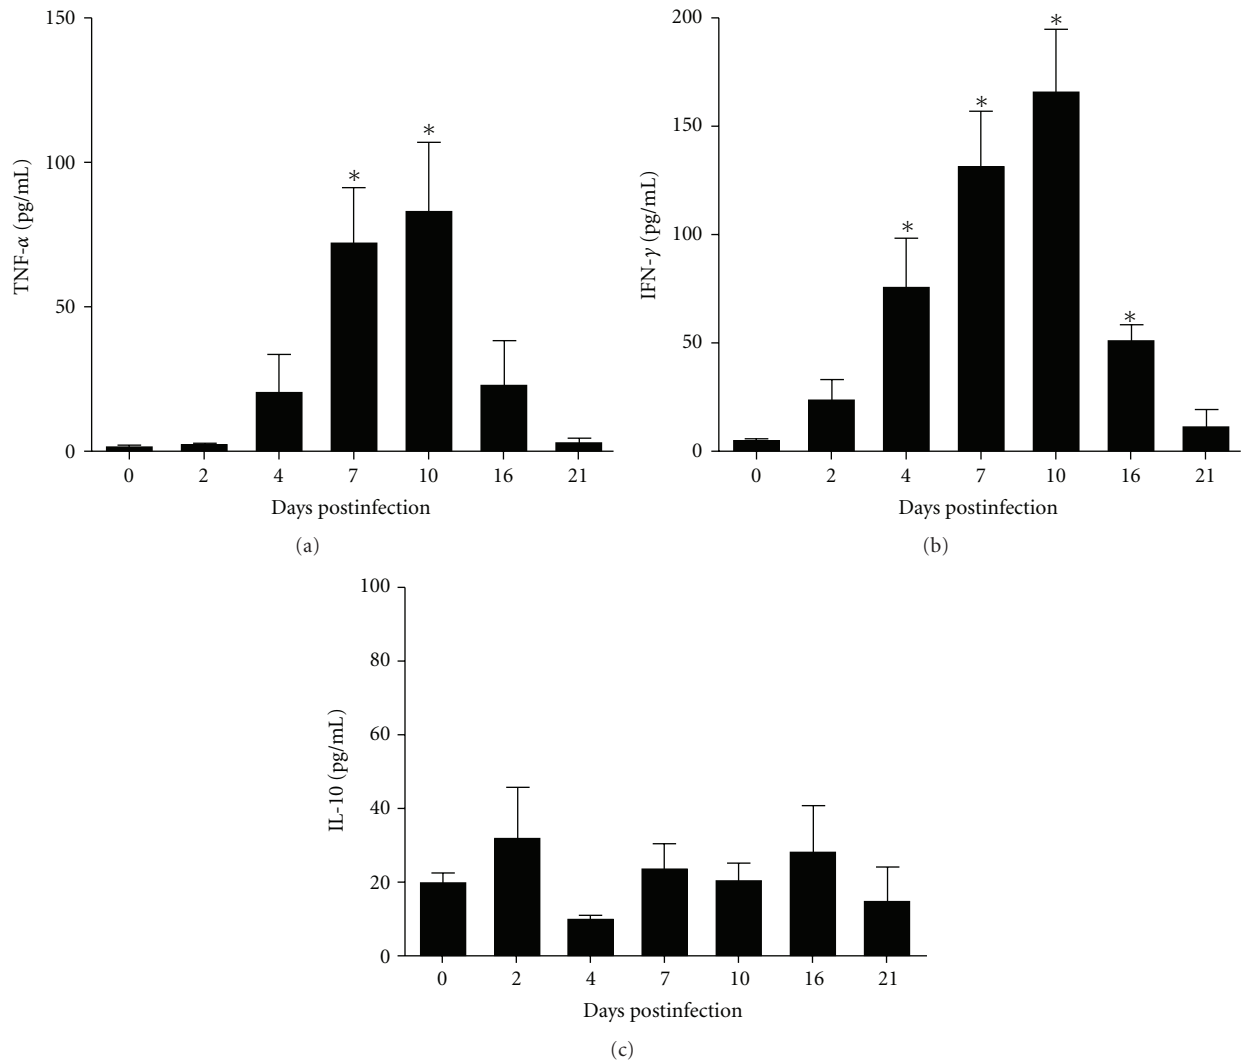 150
100
50
0
TNF-α (pg/mL)
*
*
0 2 4 7 10 16 21
Days postinfection
(a)
200
150
100
50
0
IFN-γ (pg/mL)
*
*
*
*
0 2 4 7 10 16 21
Days postinfection
(b)
100
80
60
40
20
0
IL-10 (pg/mL)
0 2 4 7 10 16 21
Days postinfection
(c)